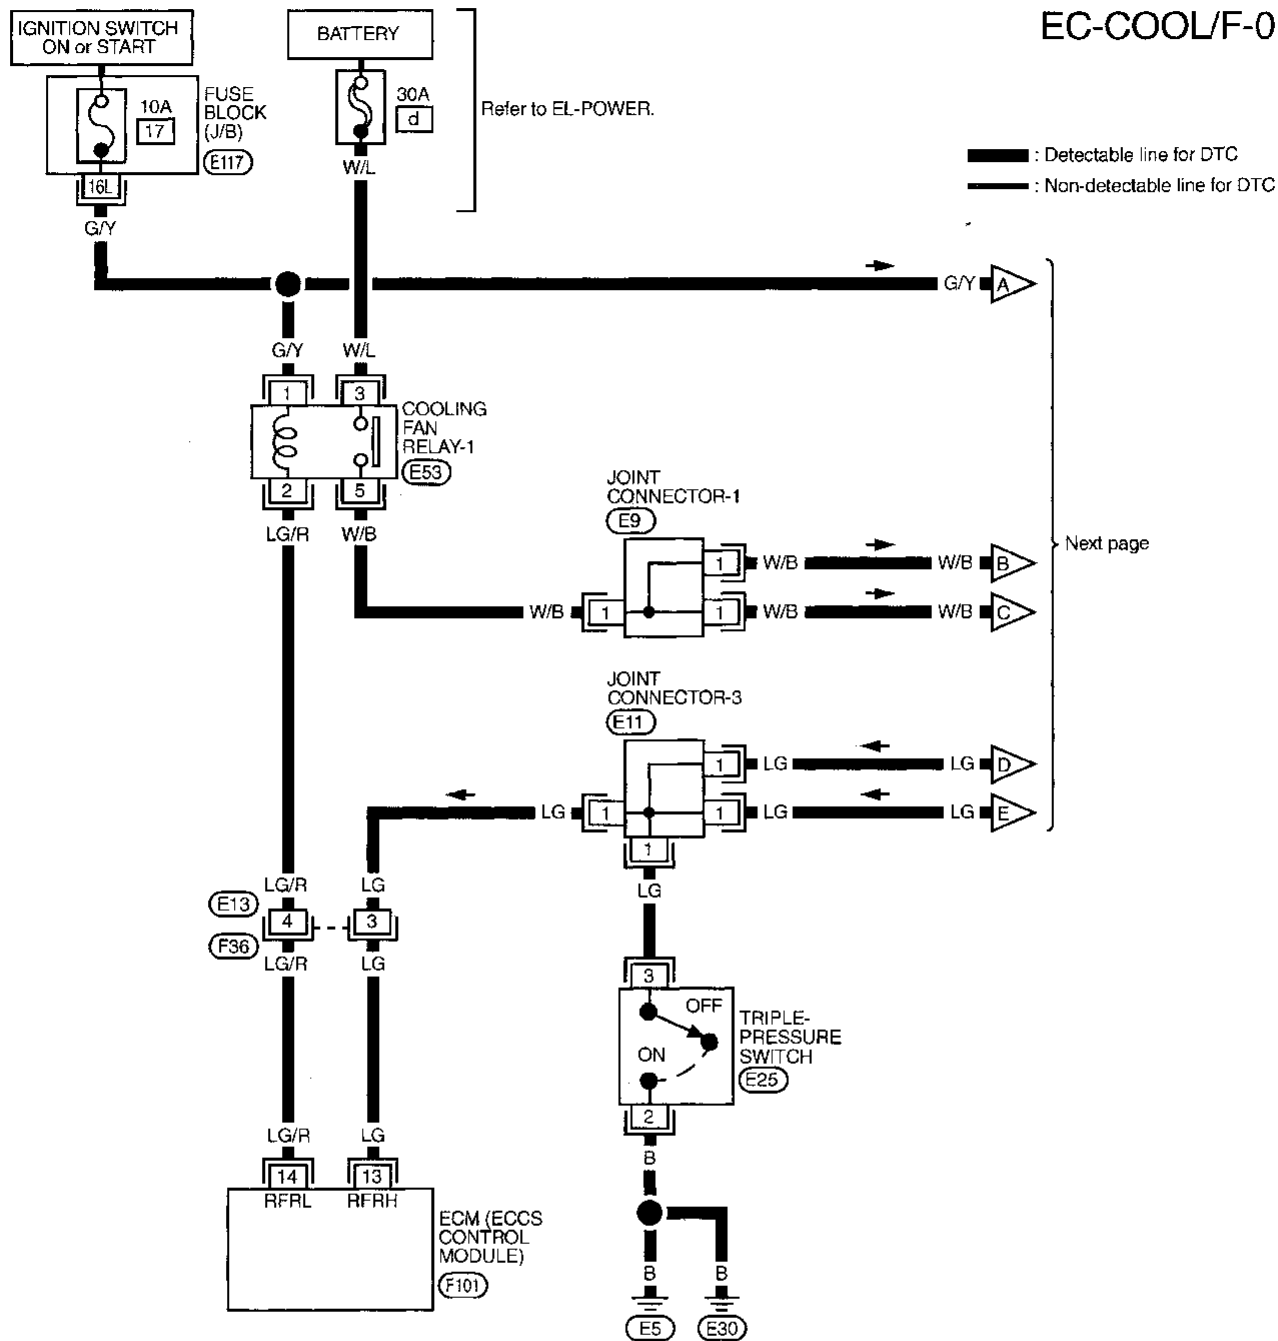 EC-COOL/F-0
IGNITION SWITCH
ON or START
BATTERY
10A
17
FUSE
BLOCK
(J/B)
E117
30A
d
Refer to EL-POWER.
: Detectable line for DTC
: Non-detectable line for DTC
16L
G/Y
W/L
G/Y
A
G/Y
W/L
1
3
COOLING
FAN
RELAY-1
E53
2
5
LG/R
W/B
JOINT
CONNECTOR-1
E9
1
W/B
W/B
B
W/B
1
1
W/B
W/B
C
Next page
JOINT
CONNECTOR-3
E11
1
LG
LG
D
LG
1
1
LG
LG
E
1
LG
LG/R
LG
E13
4
3
F36
LG/R
LG
3
OFF
ON
TRIPLE-
PRESSURE
SWITCH
E25
2
B
LG/R
LG
14
13
RFRL
RFRH
ECM (ECCS
CONTROL
MODULE)
F101
B
B
E5
E30